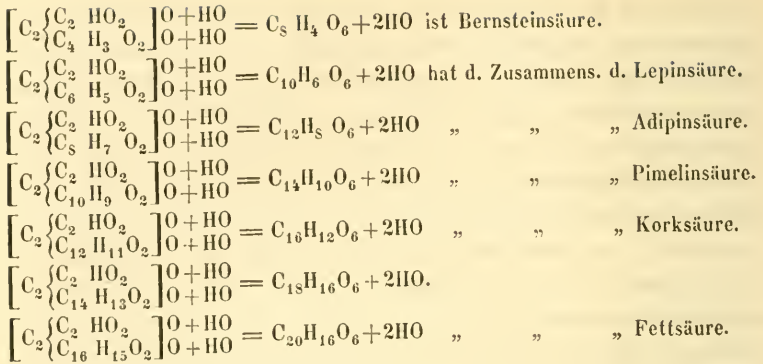 [C₂{C₂ HO₂ C₄ H₃ O₂]O+HO O+HO = C₈ H₄ O₆+2HO ist Bernsteinsäure.
[C₂{C₂ HO₂ C₆ H₅ O₂]O+HO O+HO = C₁₀H₆ O₆+2HO hat d. Zusammens. d. Lepinsäure.
[C₂{C₂ HO₂ C₈ H₇ O₂]O+HO O+HO = C₁₂H₈ O₆+2HO „ „ „ Adipinsäure.
[C₂{C₂ HO₂ C₁₀H₉ O₂]O+HO O+HO = C₁₄H₁₀O₆+2HO „ „ „ Pimelinsäure.
[C₂{C₂ HO₂ C₁₂H₁₁O₂]O+HO O+HO = C₁₆H₁₂O₆+2HO „ „ „ Korksäure.
[C₂{C₂ HO₂ C₁₄ H₁₃O₂]O+HO O+HO = C₁₈H₁₆O₆+2HO.
[C₂{C₂ HO₂ C₁₆ H₁₅O₂]O+HO O+HO = C₂₀H₁₆O₆+2HO „ „ „ Fettsäure.